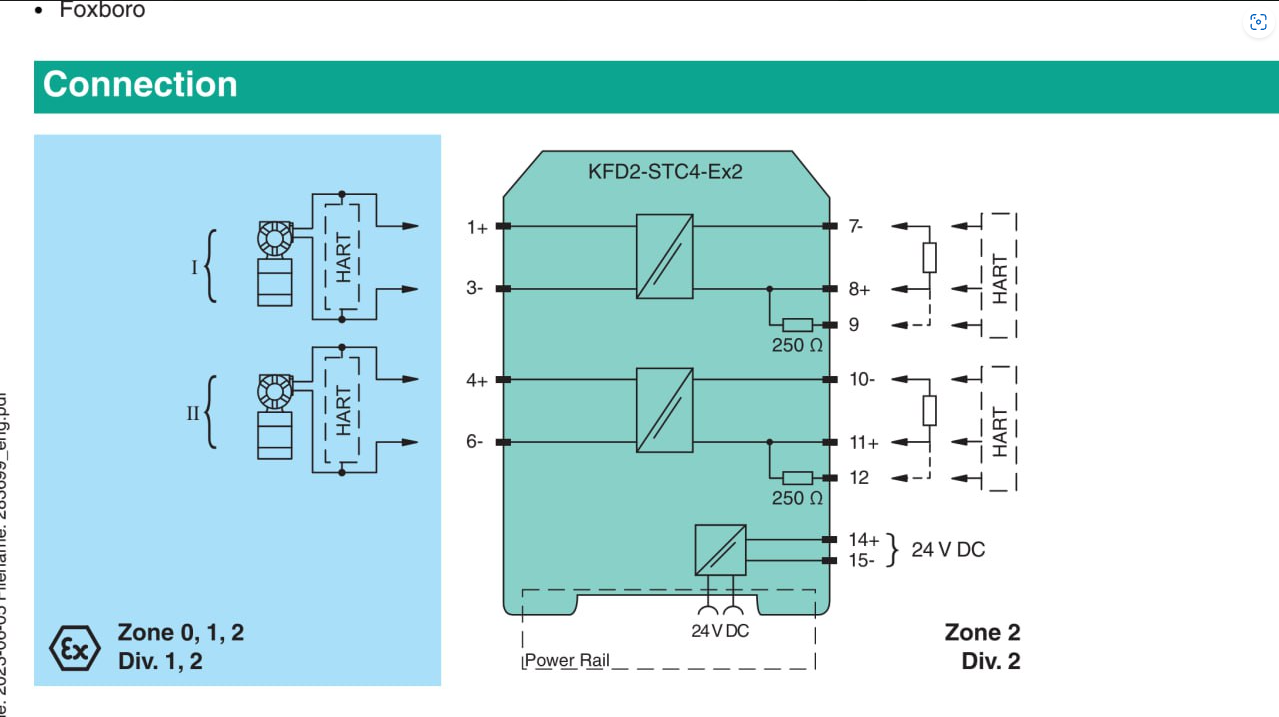 • Foxboro
Connection
KFD2-STC4-Ex2
I
HART
1+
3-
7-
8+
9
250 Ω
HART
II
HART
4+
6-
10-
11+
12
250 Ω
HART
14+
15-
24 V DC
24 V DC
Power Rail
Ex
Zone 0, 1, 2
Div. 1, 2
Zone 2
Div. 2